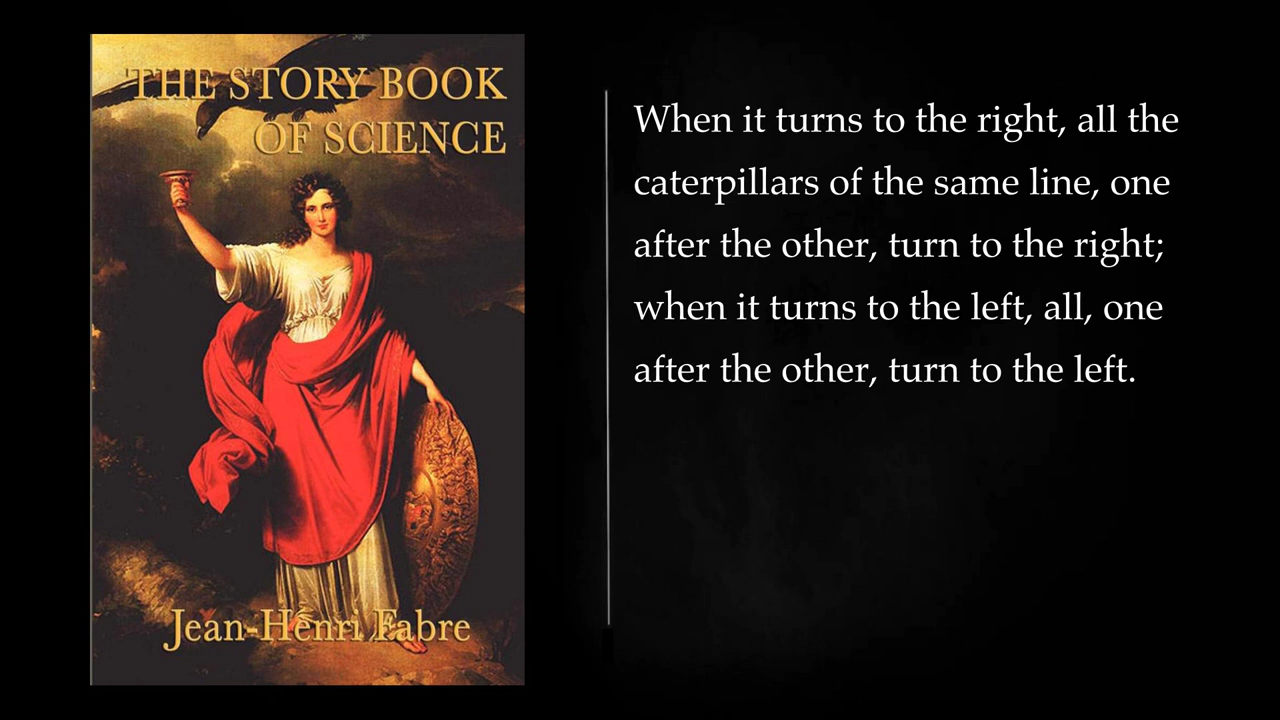 THE STORY BOOK
OF SCIENCE
Jean-Henri Fabre
When it turns to the right, all the
caterpillars of the same line, one
after the other, turn to the right;
when it turns to the left, all, one
after the other, turn to the left.